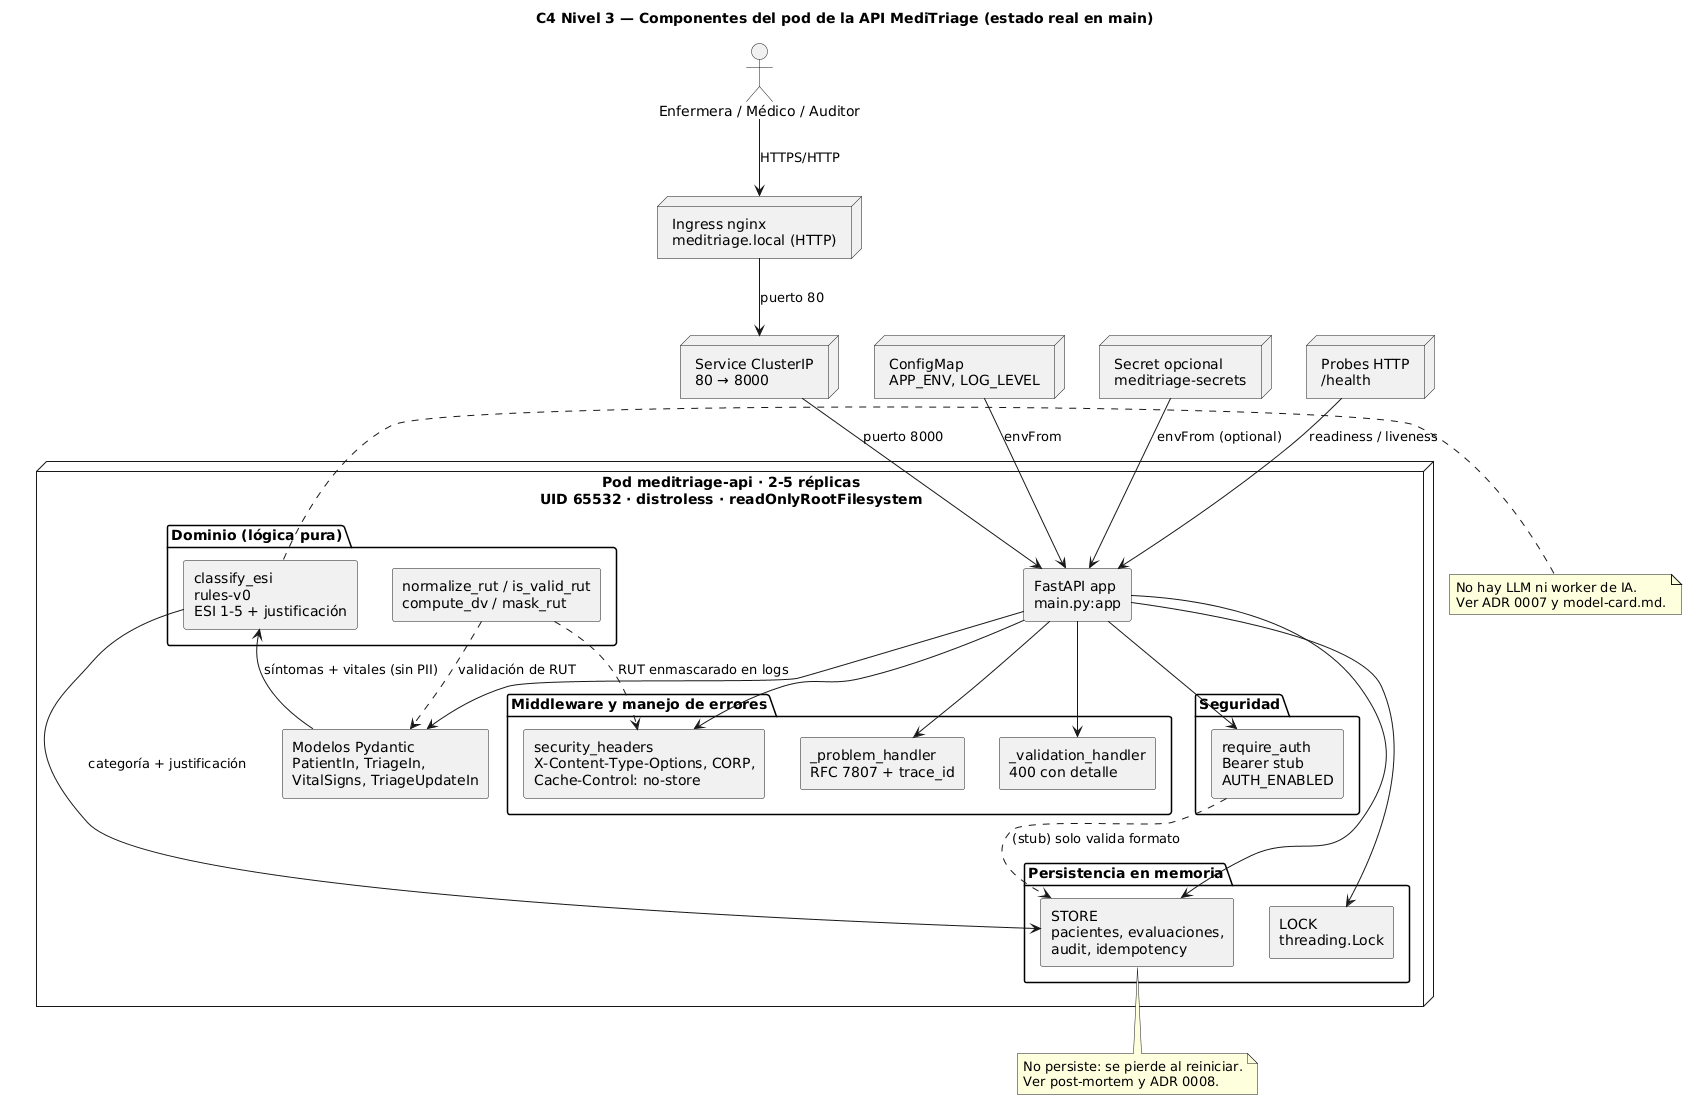 C4 Nivel 3 — Componentes del pod de la API MediTriage (estado real en main)
Enfermera / Médico / Auditor
HTTPS/HTTP
Ingress nginx
meditriage.local (HTTP)
puerto 80
Service ClusterIP
80 → 8000
ConfigMap
APP_ENV, LOG_LEVEL
Secret opcional
meditriage-secrets
Probes HTTP
/health
puerto 8000
envFrom
envFrom (optional)
readiness / liveness
Pod meditriage-api · 2-5 réplicas
UID 65532 · distroless · readOnlyRootFilesystem
Dominio (lógica pura)
classify_esi
rules-v0
ESI 1-5 + justificación
normalize_rut / is_valid_rut
compute_dv / mask_rut
FastAPI app
main.py:app
No hay LLM ni worker de IA.
Ver ADR 0007 y model-card.md.
síntomas + vitales (sin PII)
validación de RUT
RUT enmascarado en logs
Middleware y manejo de errores
Seguridad
categoría + justificación
Modelos Pydantic
PatientIn, TriageIn,
VitalSigns, TriageUpdateIn
security_headers
X-Content-Type-Options, CORP,
Cache-Control: no-store
_problem_handler
RFC 7807 + trace_id
_validation_handler
400 con detalle
require_auth
Bearer stub
AUTH_ENABLED
(stub) solo valida formato
Persistencia en memoria
STORE
pacientes, evaluaciones,
audit, idempotency
LOCK
threading.Lock
No persiste: se pierde al reiniciar.
Ver post-mortem y ADR 0008.